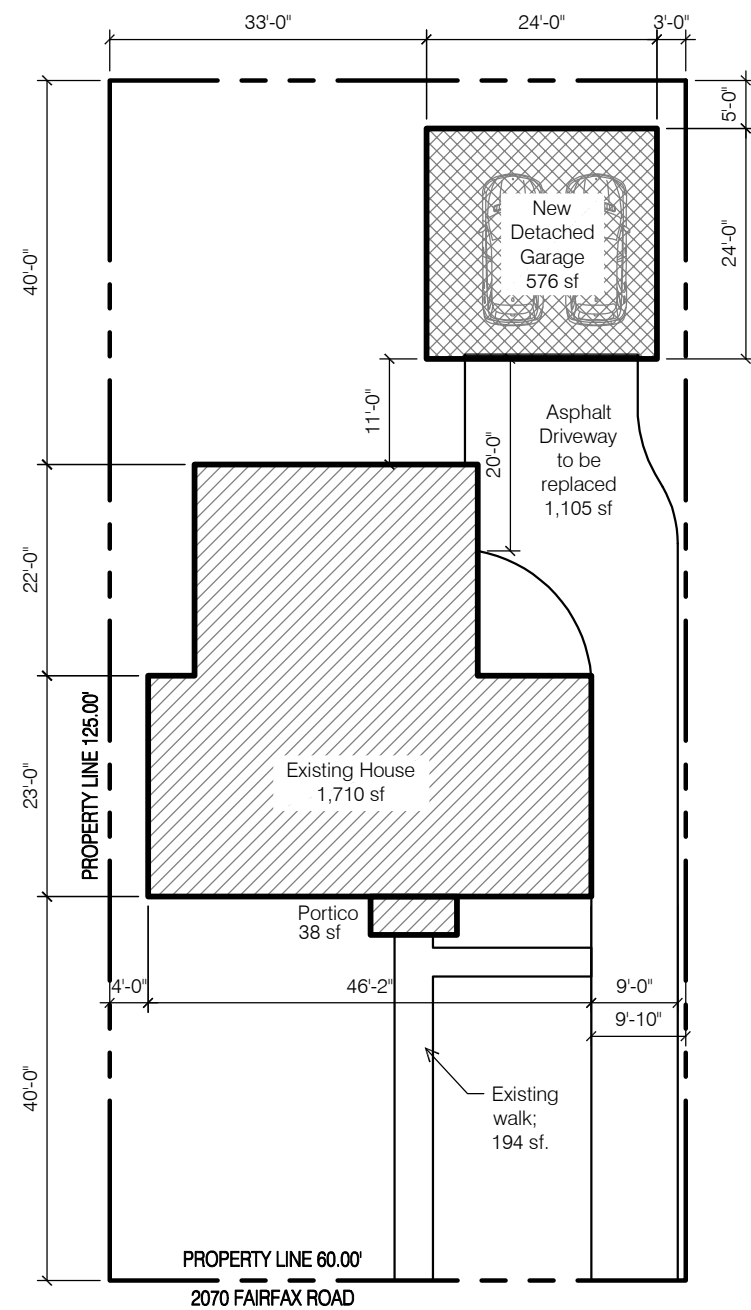 33'-0"
24'-0"
3'-0"
5'-0"
24'-0"
40'-0"
New
Detached
Garage
576 sf
11'-0"
20'-0"
Asphalt
Driveway
to be
replaced
1,105 sf
22'-0"
23'-0"
PROPERTY LINE 125.00'
Existing House
1,710 sf
Portico
38 sf
4'-0"
46'-2"
9'-0"
9'-10"
40'-0"
Existing
walk;
194 sf.
PROPERTY LINE 60.00'
2070 FAIRFAX ROAD